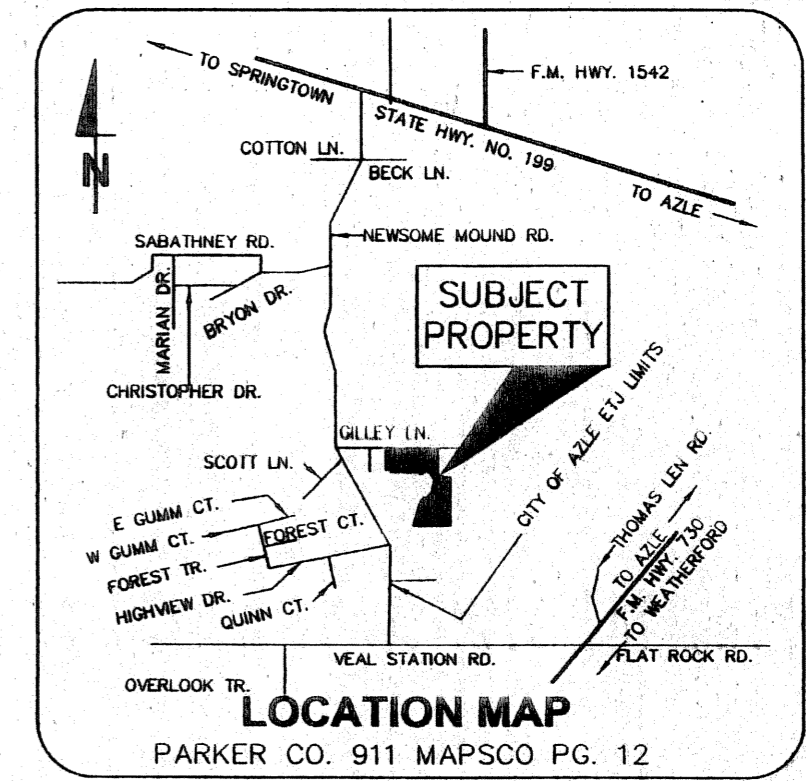 TO SPRINGTOWN
F.M. HWY. 1542
STATE HWY. NO. 199
TO AZLE
COTTON LN.
BECK LN.
N
NEWSOME MOUND RD.
SABATHNEY RD.
MARIAN DR.
BRYON DR.
CHRISTOPHER DR.
SUBJECT
PROPERTY
GILLEY LN.
CITY OF AZLE ETJ LIMITS
SCOTT LN.
E GUMM CT.
W GUMM CT.
FOREST CT.
FOREST TR.
HIGHVIEW DR.
QUINN CT.
THOMAS LEN RD.
TO AZLE
F.M. HWY. 730
TO WEATHERFORD
VEAL STATION RD.
FLAT ROCK RD.
OVERLOOK TR.
LOCATION MAP
PARKER CO. 911 MAPSCO PG. 12